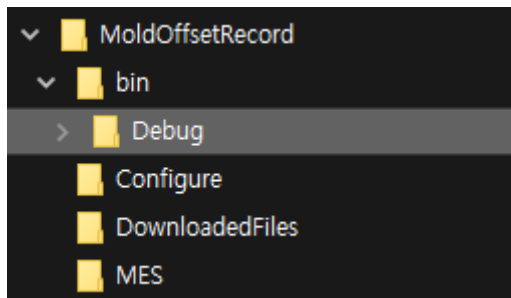 MoldOffsetRecord
bin
Debug
Configure
DownloadedFiles
MES